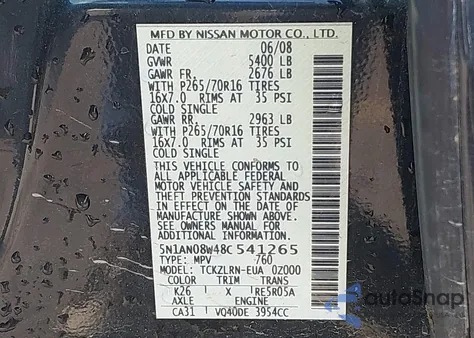 MFD BY NISSAN MOTOR CO., LTD.
DATE 06/08
GVWR 5400 LB
GAWR FR. 2676 LB
WITH P265/70R16 TIRES
16X7.0 RIMS AT 35 PSI
COLD SINGLE
GAWR RR. 2963 LB
WITH P265/70R16 TIRES
16X7.0 RIMS AT 35 PSI
COLD SINGLE
THIS VEHICLE CONFORMS TO
ALL APPLICABLE FEDERAL
MOTOR VEHICLE SAFETY AND
THEFT PREVENTION STANDARDS
IN EFFECT ON THE DATE OF
MANUFACTURE SHOWN ABOVE.
SEE OWNERS MANUAL FOR
ADDITIONAL INFORMATION.
5N1AN08W48C541265
TYPE: MPV 760
MODEL: TCKZLRN-EUA 0Z000
COLOR TRIM TRANS
K26 X RE5R05A
AXLE ENGINE
CA31 VQ40DE 3954CC
autoSnap